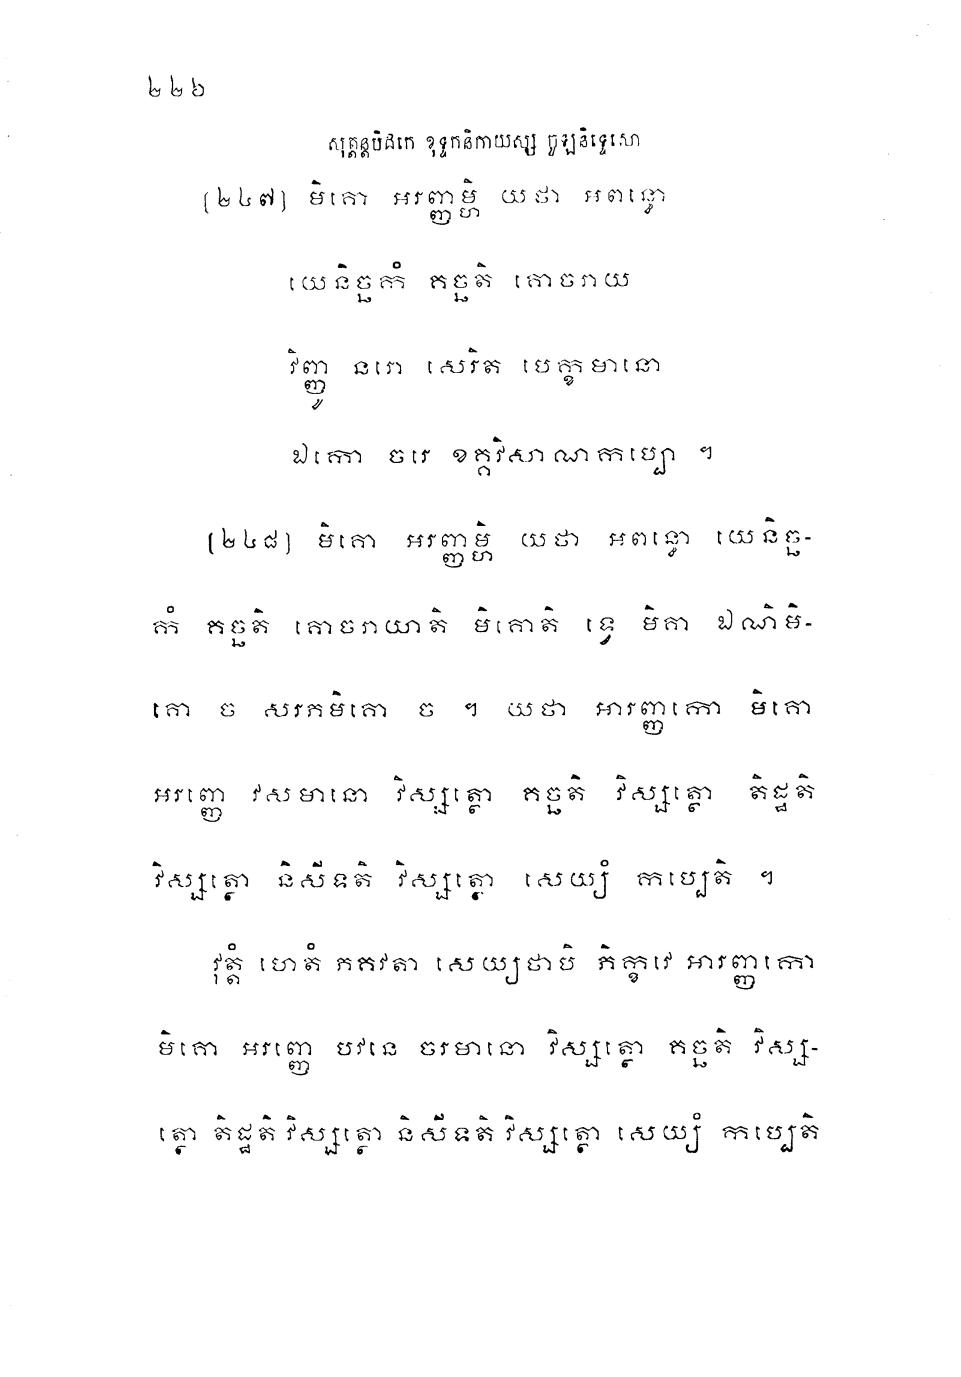 ២២៦
សុត្តន្តបិដកេ ខុទ្ទកនិកាយស្ស ចូឡនិទ្ទេសោ
(២៤៧) មិគោ អរញ្ញម្ហិ យថា អពន្ធោ
យេនិច្ឆកំ គច្ឆតិ គោចរាយ
វិញ្ញូ នរោ សេរិត បេក្ខមានោ
ឯកោ ចរេ ខគ្គវិសាណកប្បោ ។
(២៤៨) មិគោ អរញ្ញម្ហិ យថា អពន្ធោ យេនិច្ឆ-
កំ គច្ឆតិ គោចរាយាតិ មិគោតិ ទ្វេ មិគា ឯណិមិ-
គោ ច សរភមិគោ ច ។ យថា អារញ្ញកោ មិគោ
អរញ្ញេ វសមានោ វិស្សត្ថោ គច្ឆតិ វិស្សត្ថោ តិដ្ឋតិ
វិស្សត្ថោ និសីទតិ វិស្សត្ថោ សេយ្យំ កប្បេតិ ។
វុត្តំ ហេតំ ភគវតា សេយ្យថាបិ ភិក្ខវេ អារញ្ញកោ
មិគោ អរញ្ញេ បវនេ ចរមានោ វិស្សត្ថោ គច្ឆតិ វិស្ស-
ត្ថោ តិដ្ឋតិ វិស្សត្ថោ និសីទតិ វិស្សត្ថោ សេយ្យំ កប្បេតិ